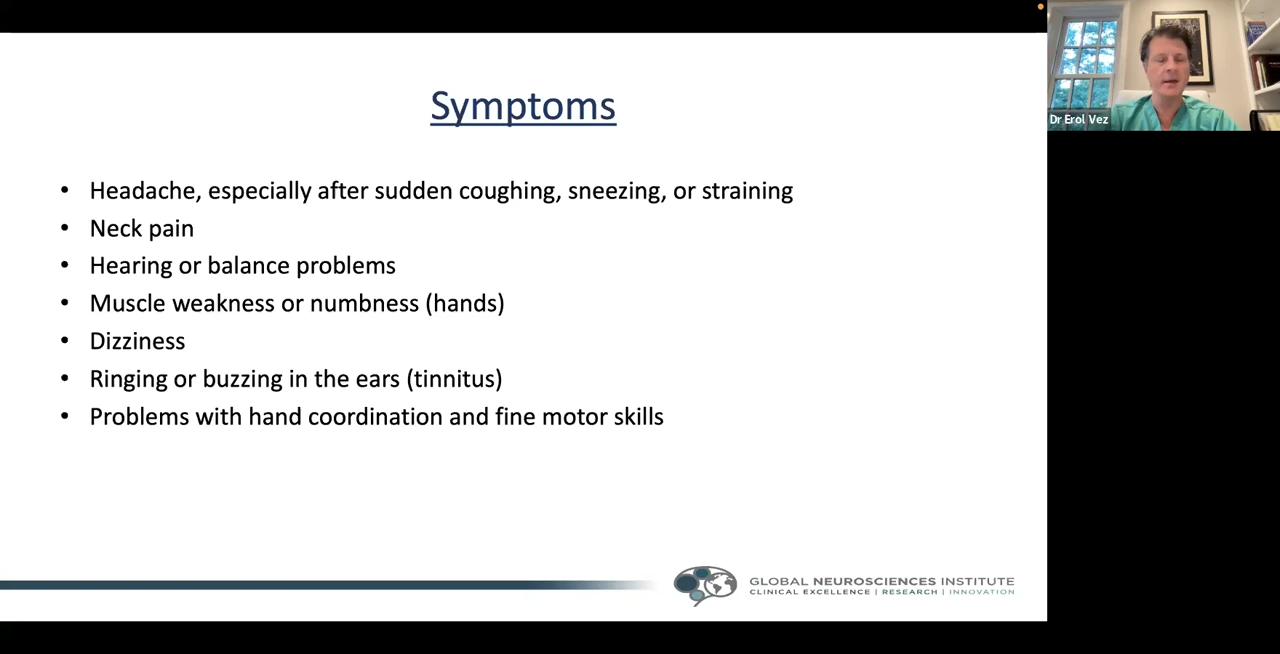 Symptoms
• Headache, especially after sudden coughing, sneezing, or straining
• Neck pain
• Hearing or balance problems
• Muscle weakness or numbness (hands)
• Dizziness
• Ringing or buzzing in the ears (tinnitus)
• Problems with hand coordination and fine motor skills
GLOBAL NEUROSCIENCES INSTITUTE
CLINICAL EXCELLENCE | RESEARCH | INNOVATION
Dr Erol Vez